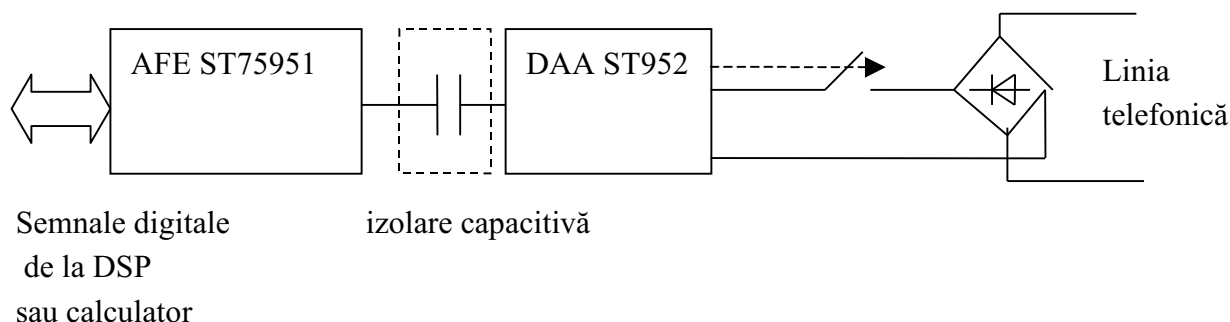 AFE ST75951
DAA ST952
Linia
telefonică
Semnale digitale
de la DSP
sau calculator
izolare capacitivă